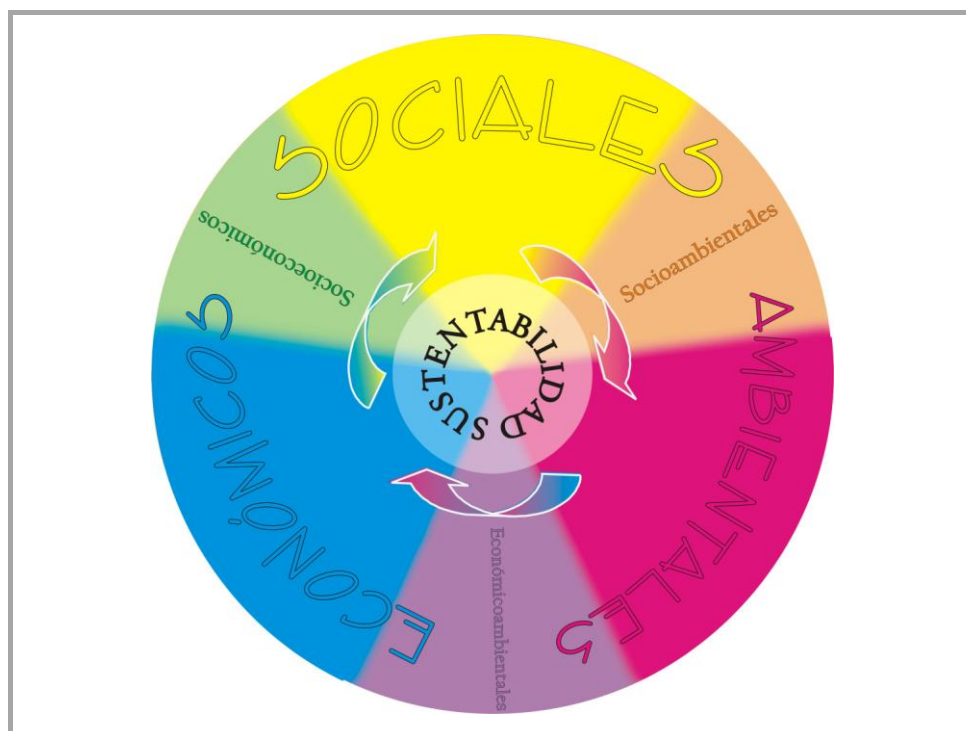 SOCIALES
Socioambientales
AMBIENTALES
Económicoambientales
ECONÓMICOS
Socioeconómicos
SUSTENTABILIDAD